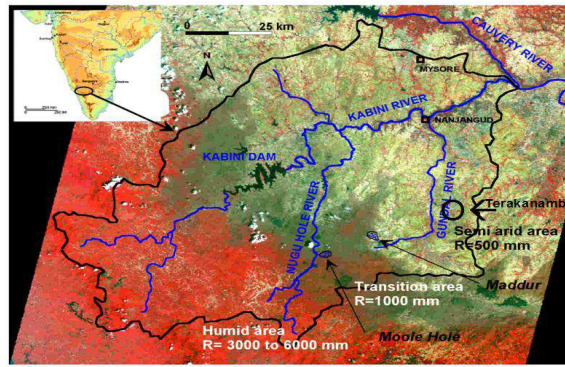 0 25 km
CAUVERY RIVER
N
MYSORE
KABINI RIVER
NANJANGUD
KABINI DAM
GUNDAL RIVER
Terakanamb
NUGU HOLE RIVER
Semi arid area
R=500 mm
Maddur
Transition area
R=1000 mm
Humid area
R= 3000 to 6000 mm
Moole Hole